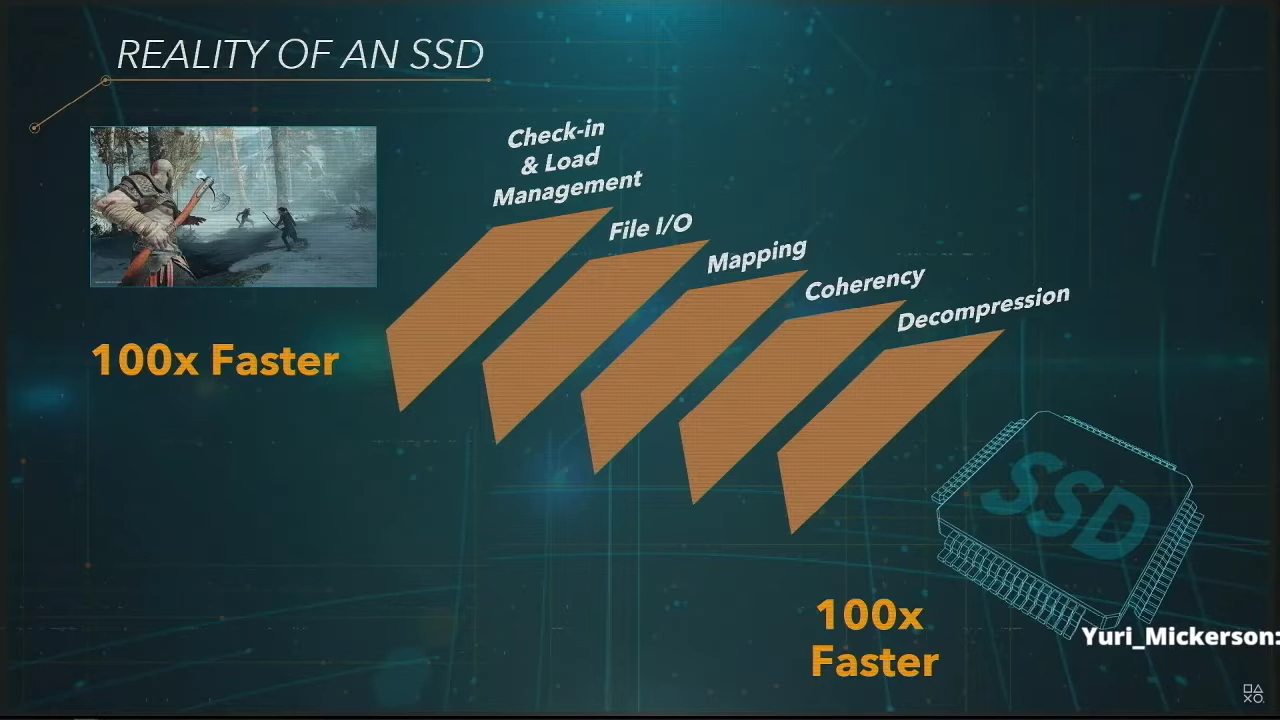 REALITY OF AN SSD
Check-in
& Load
Management
File I/O
Mapping
Coherency
Decompression
100x Faster
SSD
100x
Faster
Yuri_Mickerson: